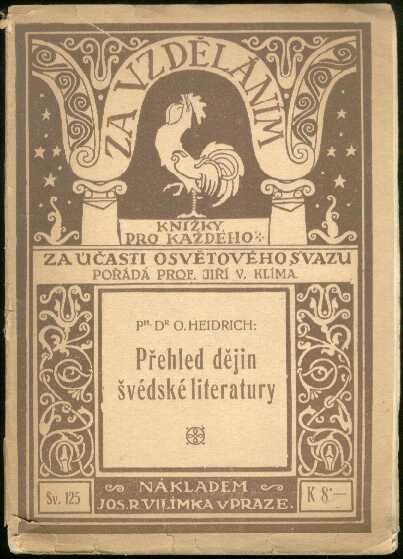 ZA VZDĚLÁNÍM
KNÍŽKY
PRO KAŽDÉHO
ZA ÚČASTI OSVĚTOVÉHO SVAZU
POŘÁDÁ PROF. JIŘÍ V. KLÍMA.
PH DR O. HEIDRICH:
Přehled dějin
švédské literatury
Sv. 125
NÁKLADEM
JOS. R. VILÍMKA V PRAZE.
K 8·—